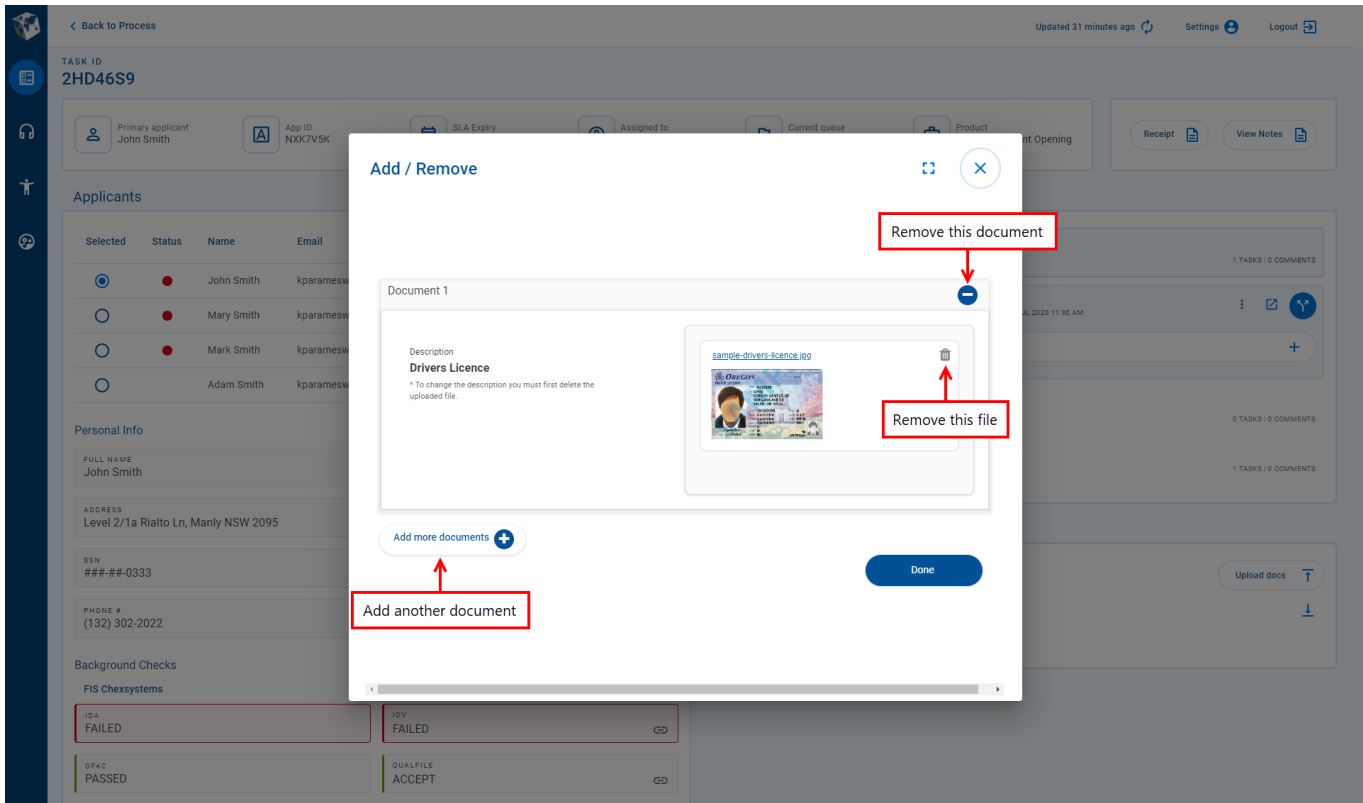 Back to Process
Updated 31 minutes ago
Settings
Logout
TASK ID
2HD46S9
Primary applicant
John Smith
App ID
NXK7V5K
SLA Expiry
Assigned to
Current queue
Product
nt Opening
Receipt
View Notes
Add / Remove
Applicants
Remove this document
Selected Status Name Email
1 TASKS | 0 COMMENTS
John Smith kparamesw
Document 1
Mary Smith kparamesw
JL 2020 11:30 AM
Mark Smith kparamesw
Description
Drivers Licence
* To change the description you must first delete the
uploaded file.
sample-drivers-licence.jpg
OREGON
Adam Smith kparamesw
Remove this file
0 TASKS | 0 COMMENTS
Personal Info
FULL NAME
John Smith
1 TASKS | 0 COMMENTS
ADDRESS
Level 2/1a Rialto Ln, Manly NSW 2095
Add more documents
SSN
###-##-0333
Done
Upload docs
Add another document
PHONE #
(132) 302-2022
Background Checks
FIS Chexsystems
IDA
FAILED
IDV
FAILED
OFAC
PASSED
QUALFILE
ACCEPT